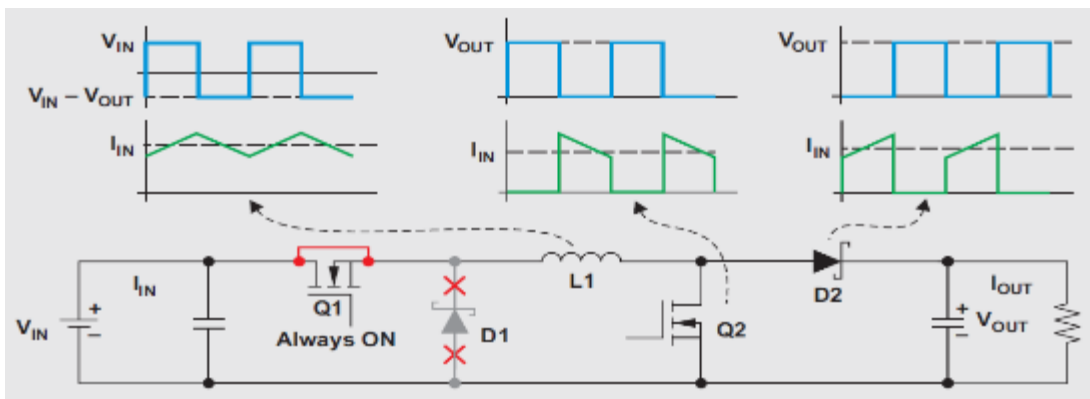 VIN
VIN – VOUT
IIN
VOUT
IIN
VOUT
IIN
IIN
VIN
+
–
Q1
Always ON
D1
L1
Q2
D2
+
–
IOUT
VOUT